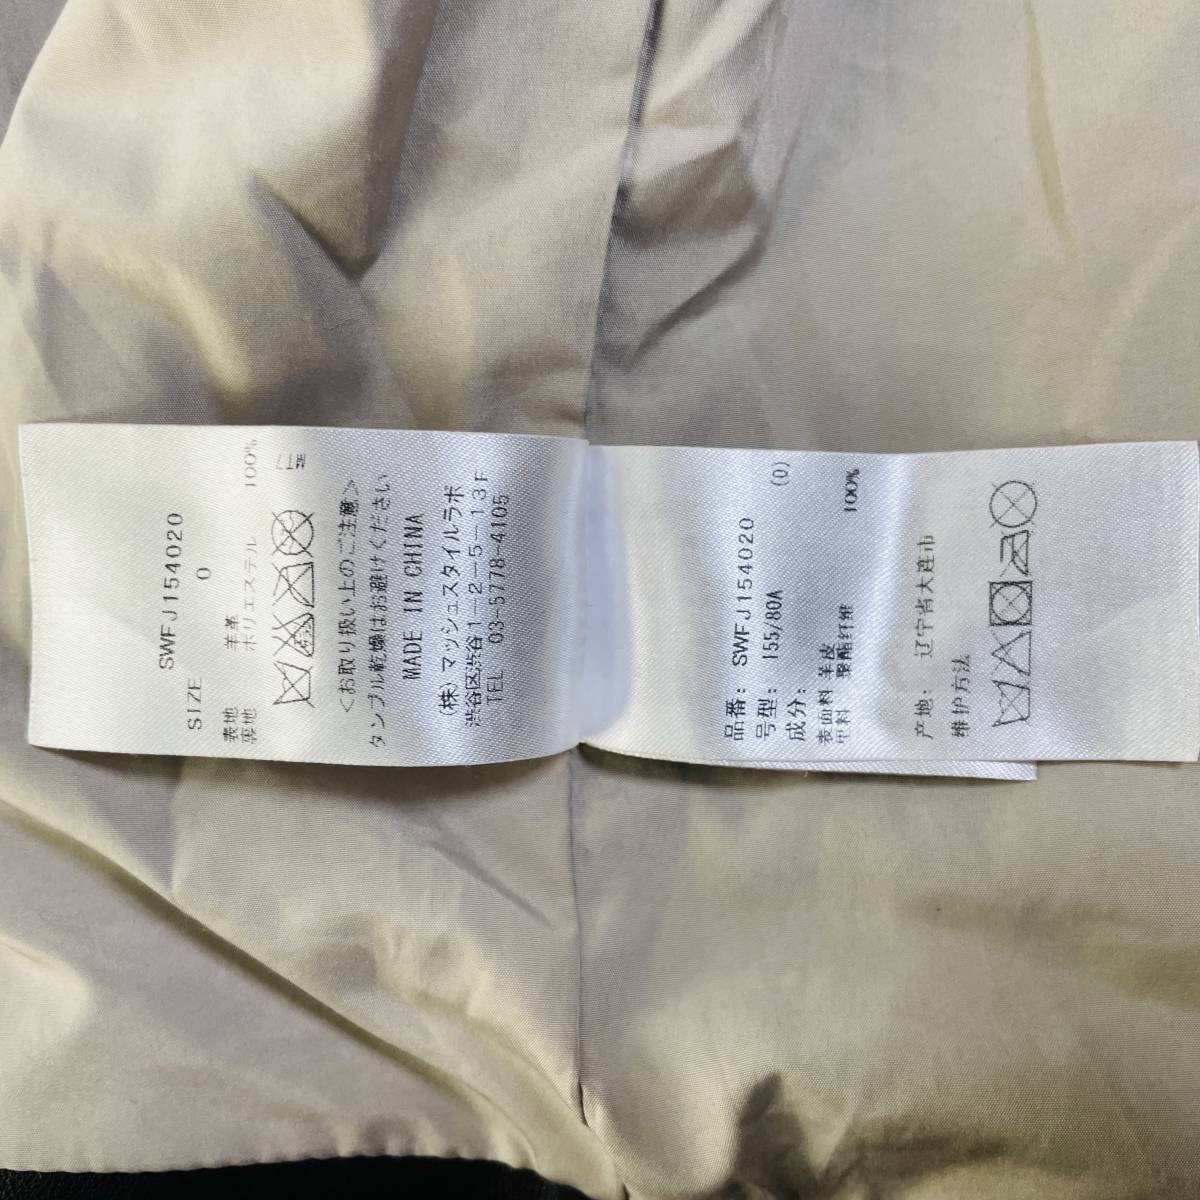 SWFJ154020
SIZE 0
表地 羊革
裏地 ポリエステル 100%
<お取り扱い上のご注意>
タンブル乾燥はお避けください
MADE IN CHINA
(株)マッシュスタイルラボ
渋谷区渋谷1-2-5-13F
TEL 03-5778-4105
品番: SWFJ154020
号型: 155/80A (0)
成分:
表面料 羊皮
里料 聚酯纤维 100%
产地: 辽宁省大连市
维护方法